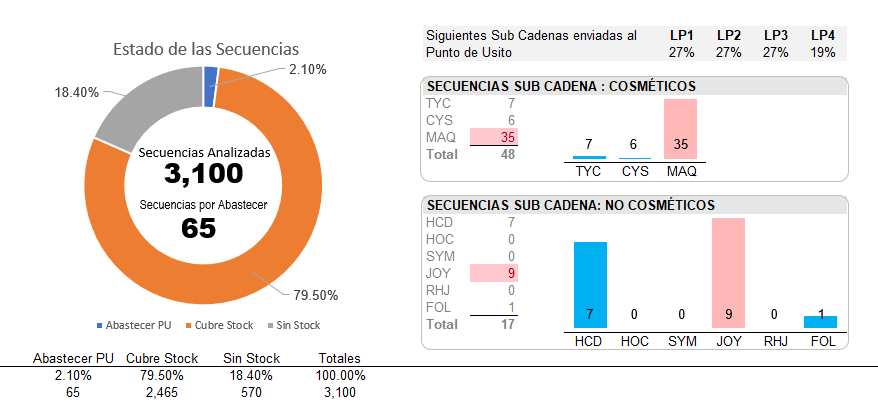 Estado de las Secuencias
2.10%
18.40%
Secuencias Analizadas
3,100
Secuencias por Abastecer
65
79.50%
Abastecer PU Cubre Stock Sin Stock
Abastecer PU Cubre Stock Sin Stock Totales
2.10% 79.50% 18.40% 100.00%
65 2,465 570 3,100
Siguientes Sub Cadenas enviadas al LP1 LP2 LP3 LP4
Punto de Usito 27% 27% 27% 19%
SECUENCIAS SUB CADENA : COSMÉTICOS
TYC 7
CYS 6
MAQ 35
Total 48
7 6 35
TYC CYS MAQ
SECUENCIAS SUB CADENA: NO COSMÉTICOS
HCD 7
HOC 0
SYM 0
JOY 9
RHJ 0
FOL 1
Total 17
7 0 0 9 0 1
HCD HOC SYM JOY RHJ FOL